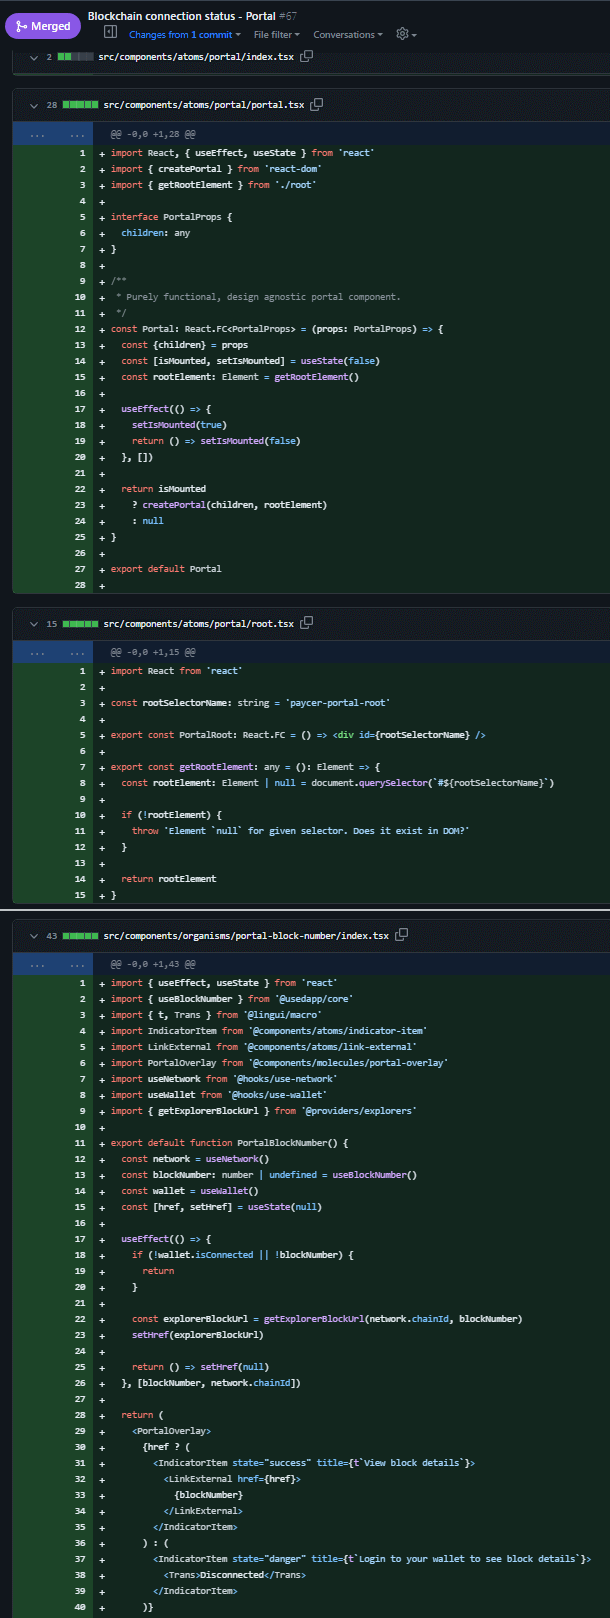 Merged
Blockchain connection status - Portal #67
Changes from 1 commit
File filter
Conversations
2 src/components/atoms/portal/index.tsx
28 src/components/atoms/portal/portal.tsx
... ... @@ -0,0 +1,28 @@
1 + import React, { useEffect, useState } from 'react'
2 + import { createPortal } from 'react-dom'
3 + import { getRootElement } from './root'
4 +
5 + interface PortalProps {
6 + children: any
7 + }
8 +
9 + /**
10 + * Purely functional, design agnostic portal component.
11 + */
12 + const Portal: React.FC<PortalProps> = (props: PortalProps) => {
13 + const {children} = props
14 + const [isMounted, setIsMounted] = useState(false)
15 + const rootElement: Element = getRootElement()
16 +
17 + useEffect(() => {
18 + setIsMounted(true)
19 + return () => setIsMounted(false)
20 + }, [])
21 +
22 + return isMounted
23 + ? createPortal(children, rootElement)
24 + : null
25 + }
26 +
27 + export default Portal
28 +
15 src/components/atoms/portal/root.tsx
... ... @@ -0,0 +1,15 @@
1 + import React from 'react'
2 +
3 + const rootSelectorName: string = 'paycer-portal-root'
4 +
5 + export const PortalRoot: React.FC = () => <div id={rootSelectorName} />
6 +
7 + export const getRootElement: any = (): Element => {
8 + const rootElement: Element | null = document.querySelector(`#${rootSelectorName}`)
9 +
10 + if (!rootElement) {
11 + throw 'Element `null` for given selector. Does it exist in DOM?'
12 + }
13 +
14 + return rootElement
15 + }
43 src/components/organisms/portal-block-number/index.tsx
... ... @@ -0,0 +1,43 @@
1 + import { useEffect, useState } from 'react'
2 + import { useBlockNumber } from '@usedapp/core'
3 + import { t, Trans } from '@lingui/macro'
4 + import IndicatorItem from '@components/atoms/indicator-item'
5 + import LinkExternal from '@components/atoms/link-external'
6 + import PortalOverlay from '@components/molecules/portal-overlay'
7 + import useNetwork from '@hooks/use-network'
8 + import useWallet from '@hooks/use-wallet'
9 + import { getExplorerBlockUrl } from '@providers/explorers'
10 +
11 + export default function PortalBlockNumber() {
12 + const network = useNetwork()
13 + const blockNumber: number | undefined = useBlockNumber()
14 + const wallet = useWallet()
15 + const [href, setHref] = useState(null)
16 +
17 + useEffect(() => {
18 + if (!wallet.isConnected || !blockNumber) {
19 + return
20 + }
21 +
22 + const explorerBlockUrl = getExplorerBlockUrl(network.chainId, blockNumber)
23 + setHref(explorerBlockUrl)
24 +
25 + return () => setHref(null)
26 + }, [blockNumber, network.chainId])
27 +
28 + return (
29 + <PortalOverlay>
30 + {href ? (
31 + <IndicatorItem state="success" title={t`View block details`}>
32 + <LinkExternal href={href}>
33 + {blockNumber}
34 + </LinkExternal>
35 + </IndicatorItem>
36 + ) : (
37 + <IndicatorItem state="danger" title={t`Login to your wallet to see block details`}>
38 + <Trans>Disconnected</Trans>
39 + </IndicatorItem>
40 + )}